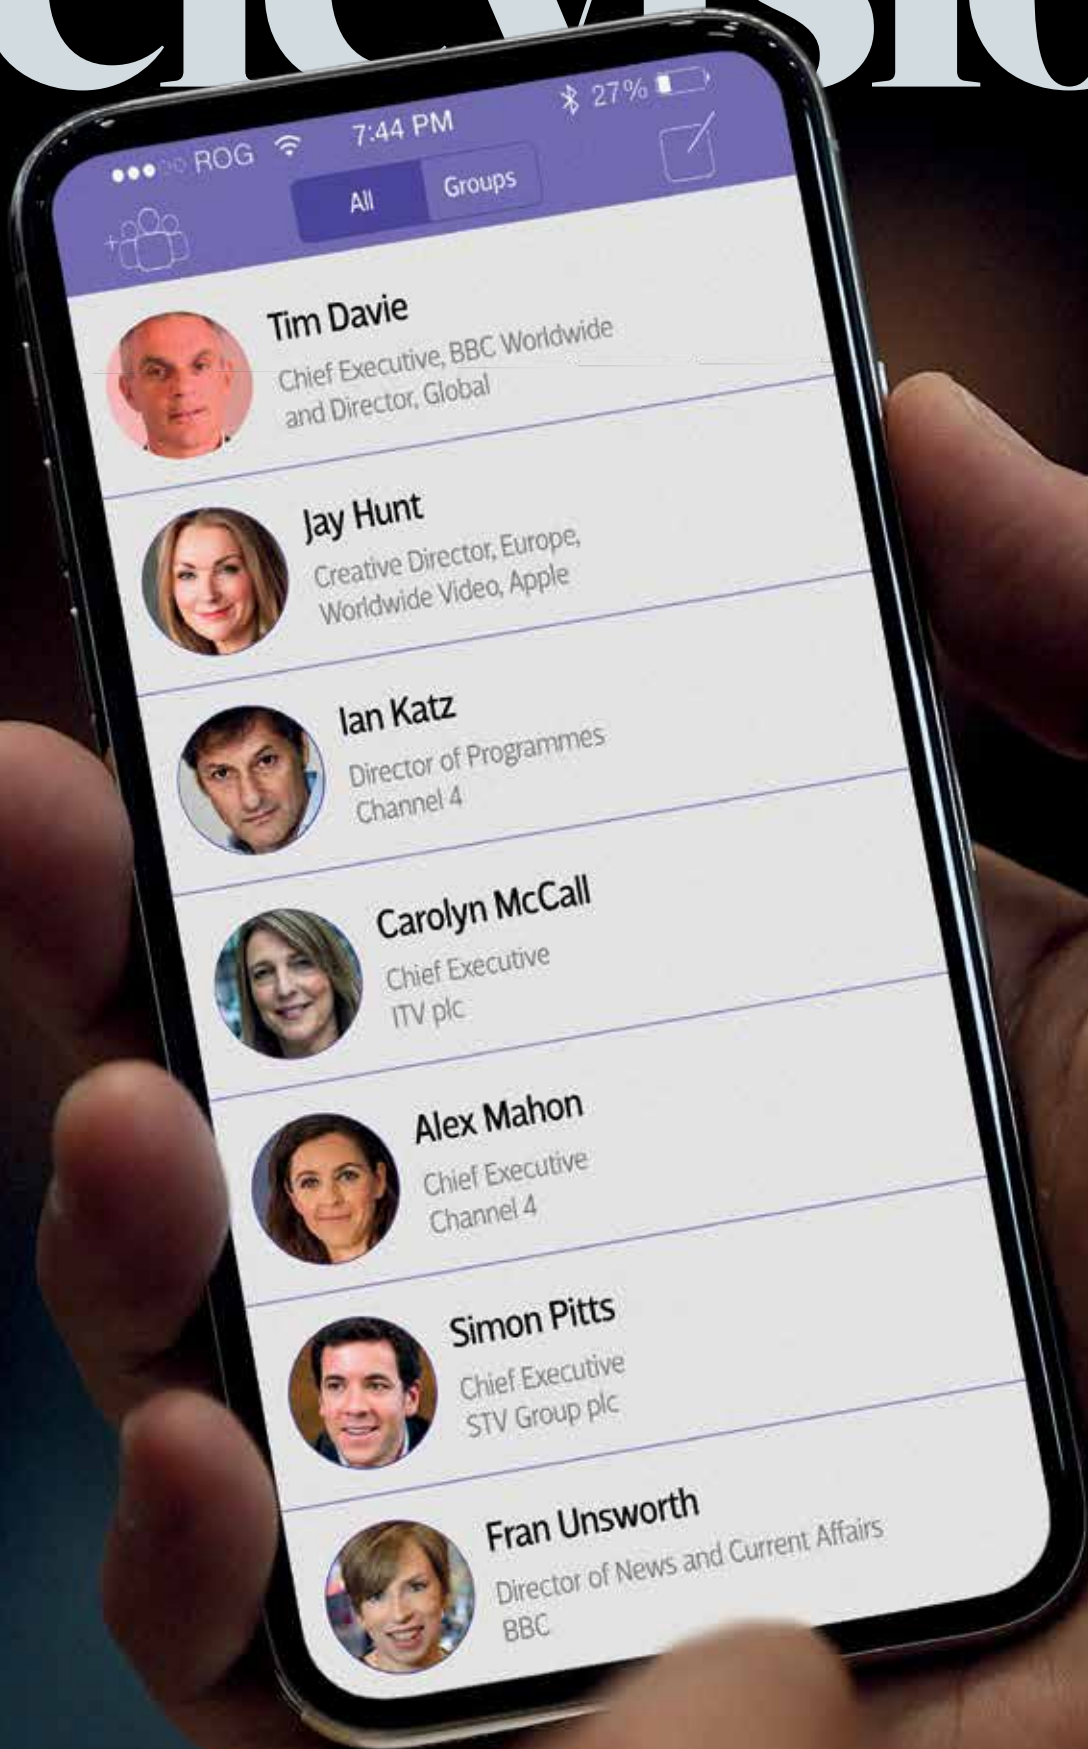 ROG 7:44 PM 27%
All Groups
Tim Davie
Chief Executive, BBC Worldwide
and Director, Global
Jay Hunt
Creative Director, Europe,
Worldwide Video, Apple
Ian Katz
Director of Programmes
Channel 4
Carolyn McCall
Chief Executive
ITV plc
Alex Mahon
Chief Executive
Channel 4
Simon Pitts
Chief Executive
STV Group plc
Fran Unsworth
Director of News and Current Affairs
BBC